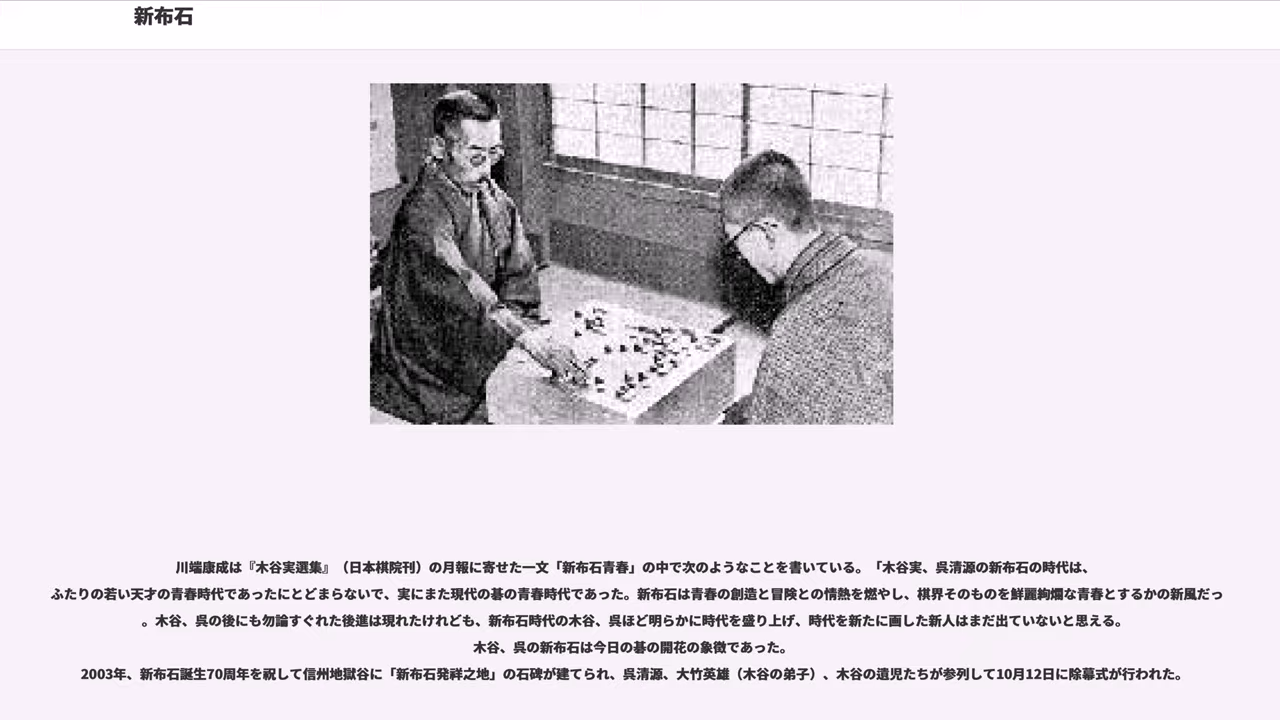 新布石
川端康成は『木谷実選集』（日本棋院刊）の月報に寄せた一文「新布石青春」の中で次のようなことを書いている。「木谷実、呉清源の新布石の時代は、
ふたりの若い天才の青春時代であったにとどまらないで、実にまた現代の碁の青春時代であった。新布石は青春の創造と冒険との情熱を燃やし、棋界そのものを鮮麗絢爛な青春とするかの新風だっ
。木谷、呉の後にも勿論すぐれた後進は現れたけれども、新布石時代の木谷、呉ほど明らかに時代を盛り上げ、時代を新たに画した新人はまだ出ていないと思える。
木谷、呉の新布石は今日の碁の開花の象徴であった。
2003年、新布石誕生70周年を祝して信州地獄谷に「新布石発祥之地」の石碑が建てられ、呉清源、大竹英雄（木谷の弟子）、木谷の遺児たちが参列して10月12日に除幕式が行われた。